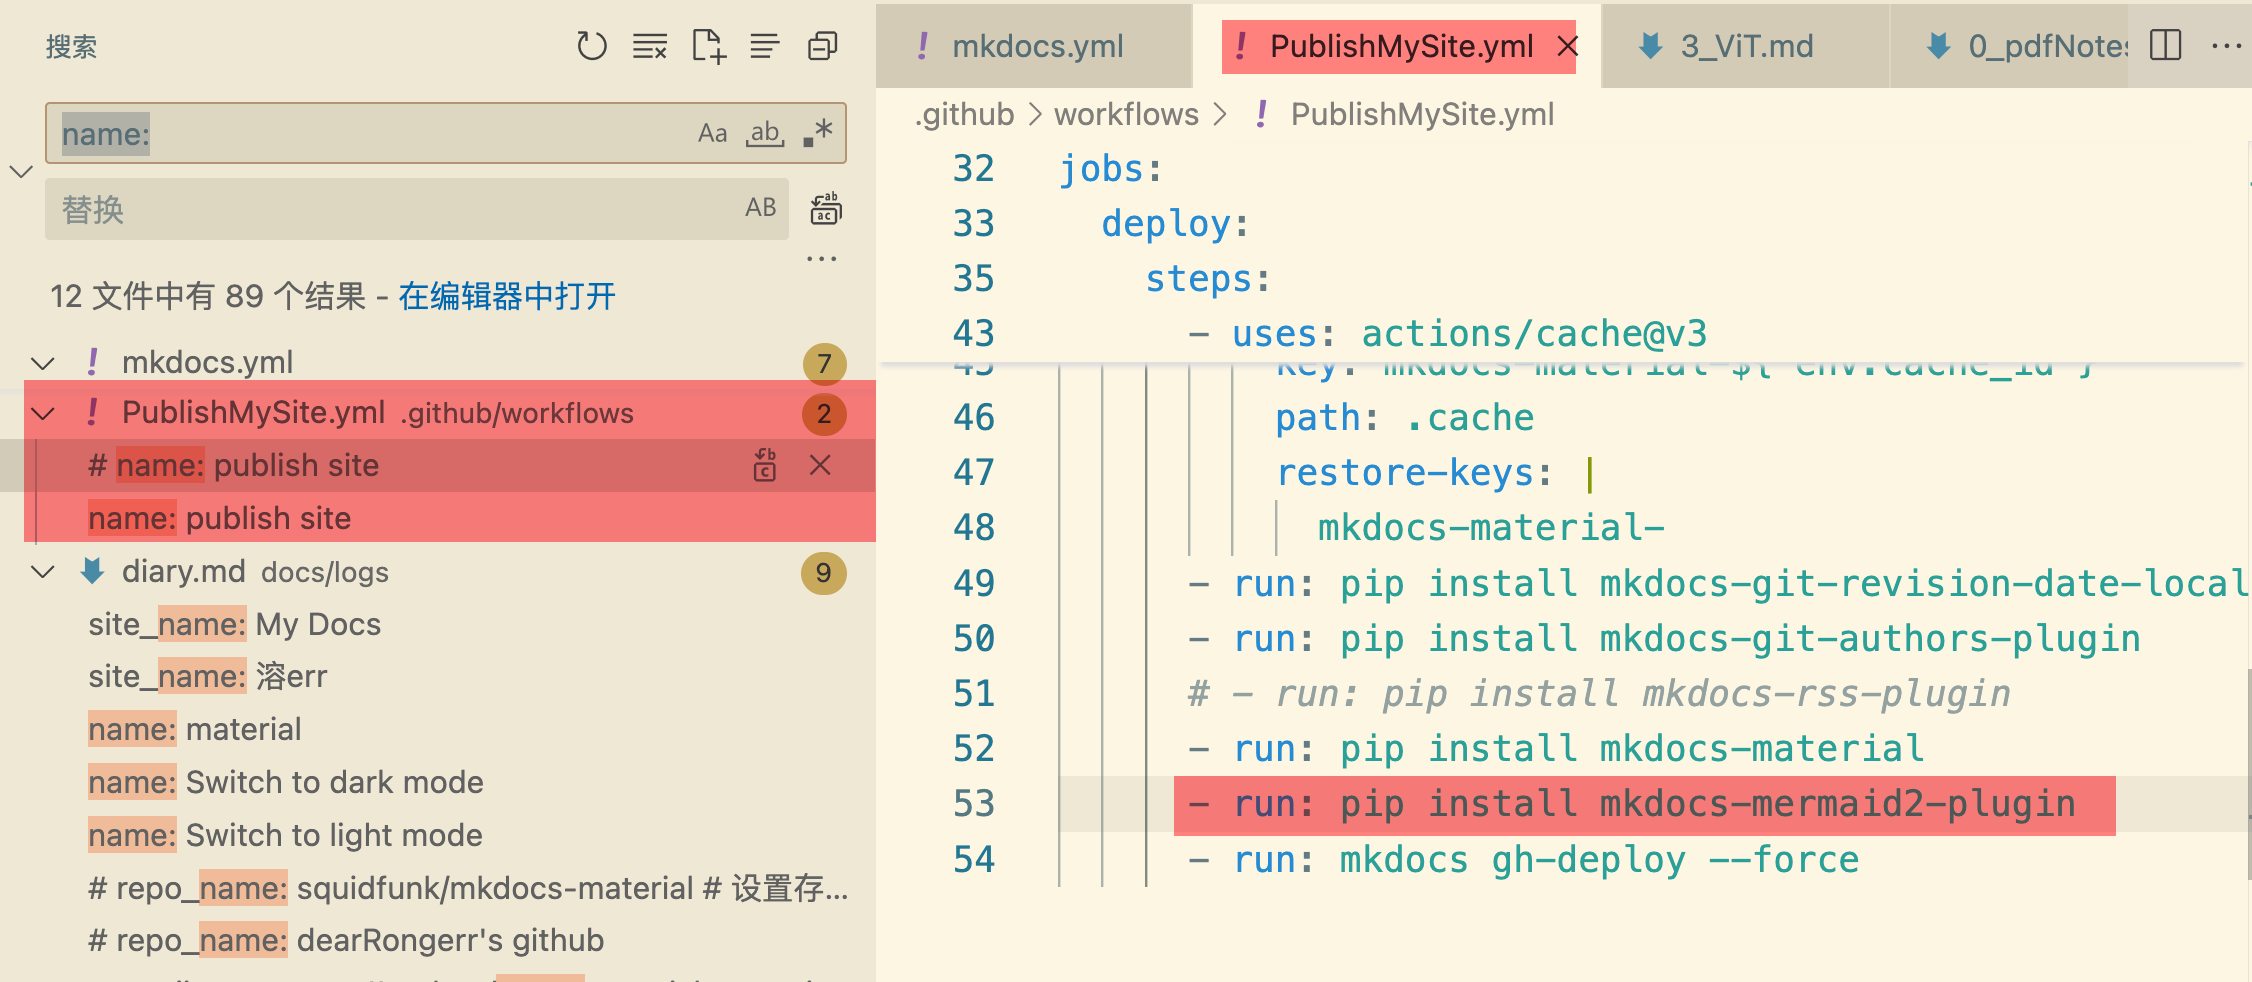 搜索
name:
Aa ab *
替换
AB
12 文件中有 89 个结果 - 在编辑器中打开
mkdocs.yml 7
PublishMySite.yml .github/workflows 2
# name: publish site
name: publish site
diary.md docs/logs 9
site_name: My Docs
site_name: 溶err
name: material
name: Switch to dark mode
name: Switch to light mode
# repo_name: squidfunk/mkdocs-material # 设置存...
# repo_name: dearRongerr's github
mkdocs.yml
PublishMySite.yml
3_ViT.md
0_pdfNotes
.github > workflows > PublishMySite.yml
32 jobs:
33 deploy:
35 steps:
43 - uses: actions/cache@v3
45 key: mkdocs-material-${ env.cache_id }
46 path: .cache
47 restore-keys: |
48 mkdocs-material-
49 - run: pip install mkdocs-git-revision-date-local
50 - run: pip install mkdocs-git-authors-plugin
51 # - run: pip install mkdocs-rss-plugin
52 - run: pip install mkdocs-material
53 - run: pip install mkdocs-mermaid2-plugin
54 - run: mkdocs gh-deploy --force